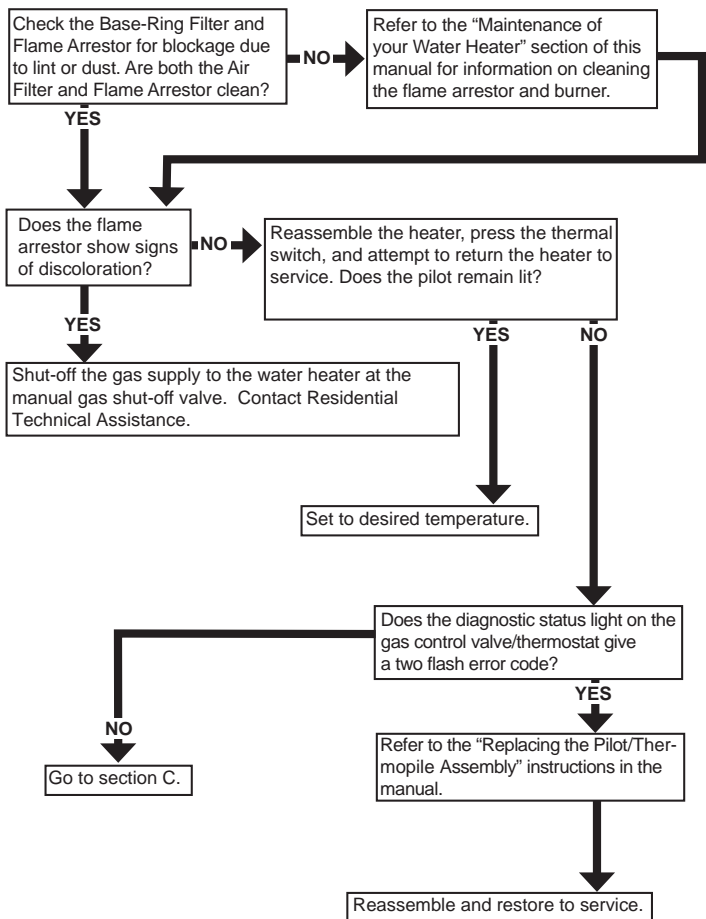 Check the Base-Ring Filter and
Flame Arrestor for blockage due
to lint or dust. Are both the Air
Filter and Flame Arrestor clean?
NO
Refer to the “Maintenance of
your Water Heater” section of this
manual for information on cleaning
the flame arrestor and burner.
YES
Does the flame
arrestor show signs
of discoloration?
NO
Reassemble the heater, press the thermal
switch, and attempt to return the heater to
service. Does the pilot remain lit?
YES
YES
NO
Shut-off the gas supply to the water heater at the
manual gas shut-off valve. Contact Residential
Technical Assistance.
Set to desired temperature.
Does the diagnostic status light on the
gas control valve/thermostat give
a two flash error code?
NO
YES
Go to section C.
Refer to the “Replacing the Pilot/Ther-
mopile Assembly” instructions in the
manual.
Reassemble and restore to service.